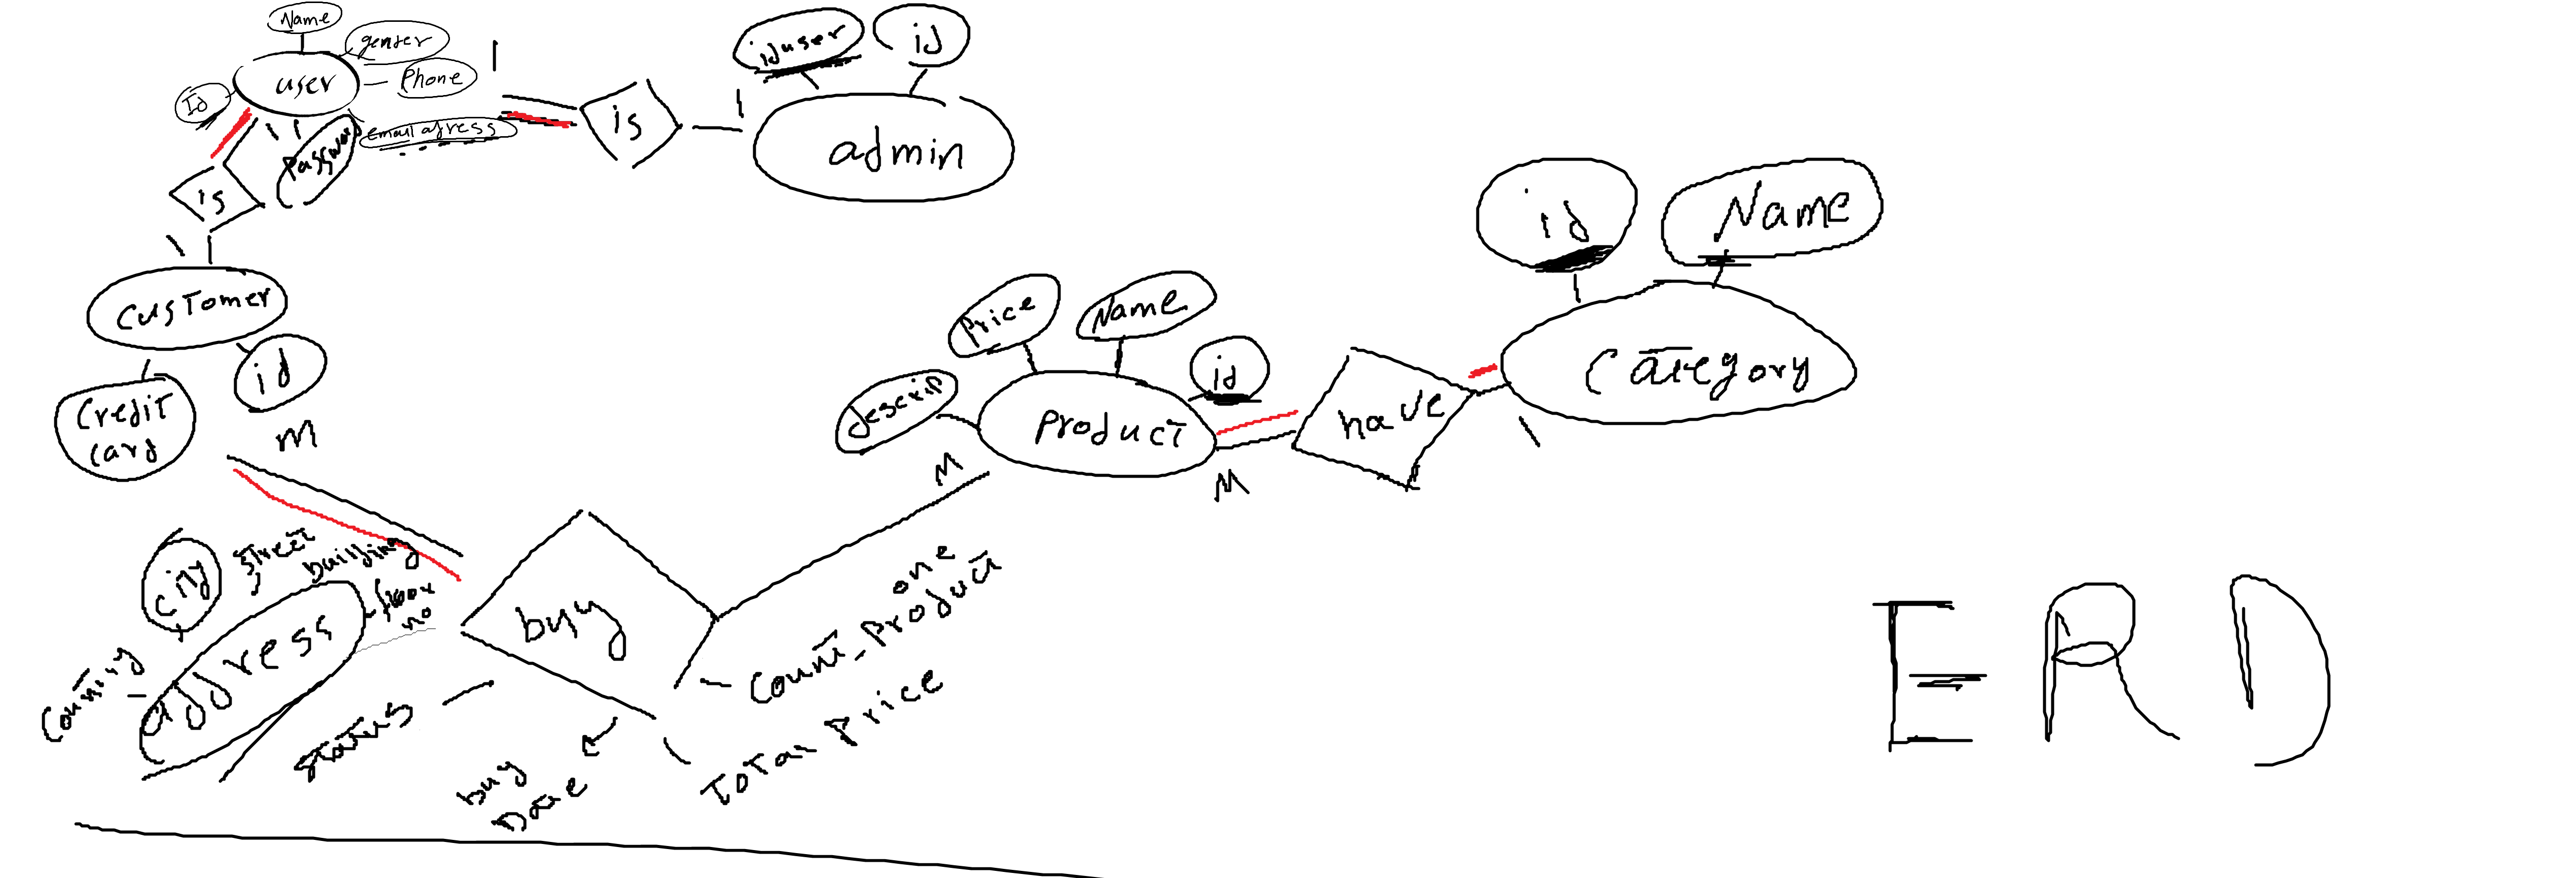 Name
gender
user
Phone
Id
Password
email adress
1
is
1
iduser
id
admin
is
1
1
customer
id
credit
card
M
Price
Name
id
descrip
Product
M
M
have
id
Name
Category
1
buy
city
street
building
floor
no
address
country
status
buy
Date
Total Price
Count_one
Product
ERD